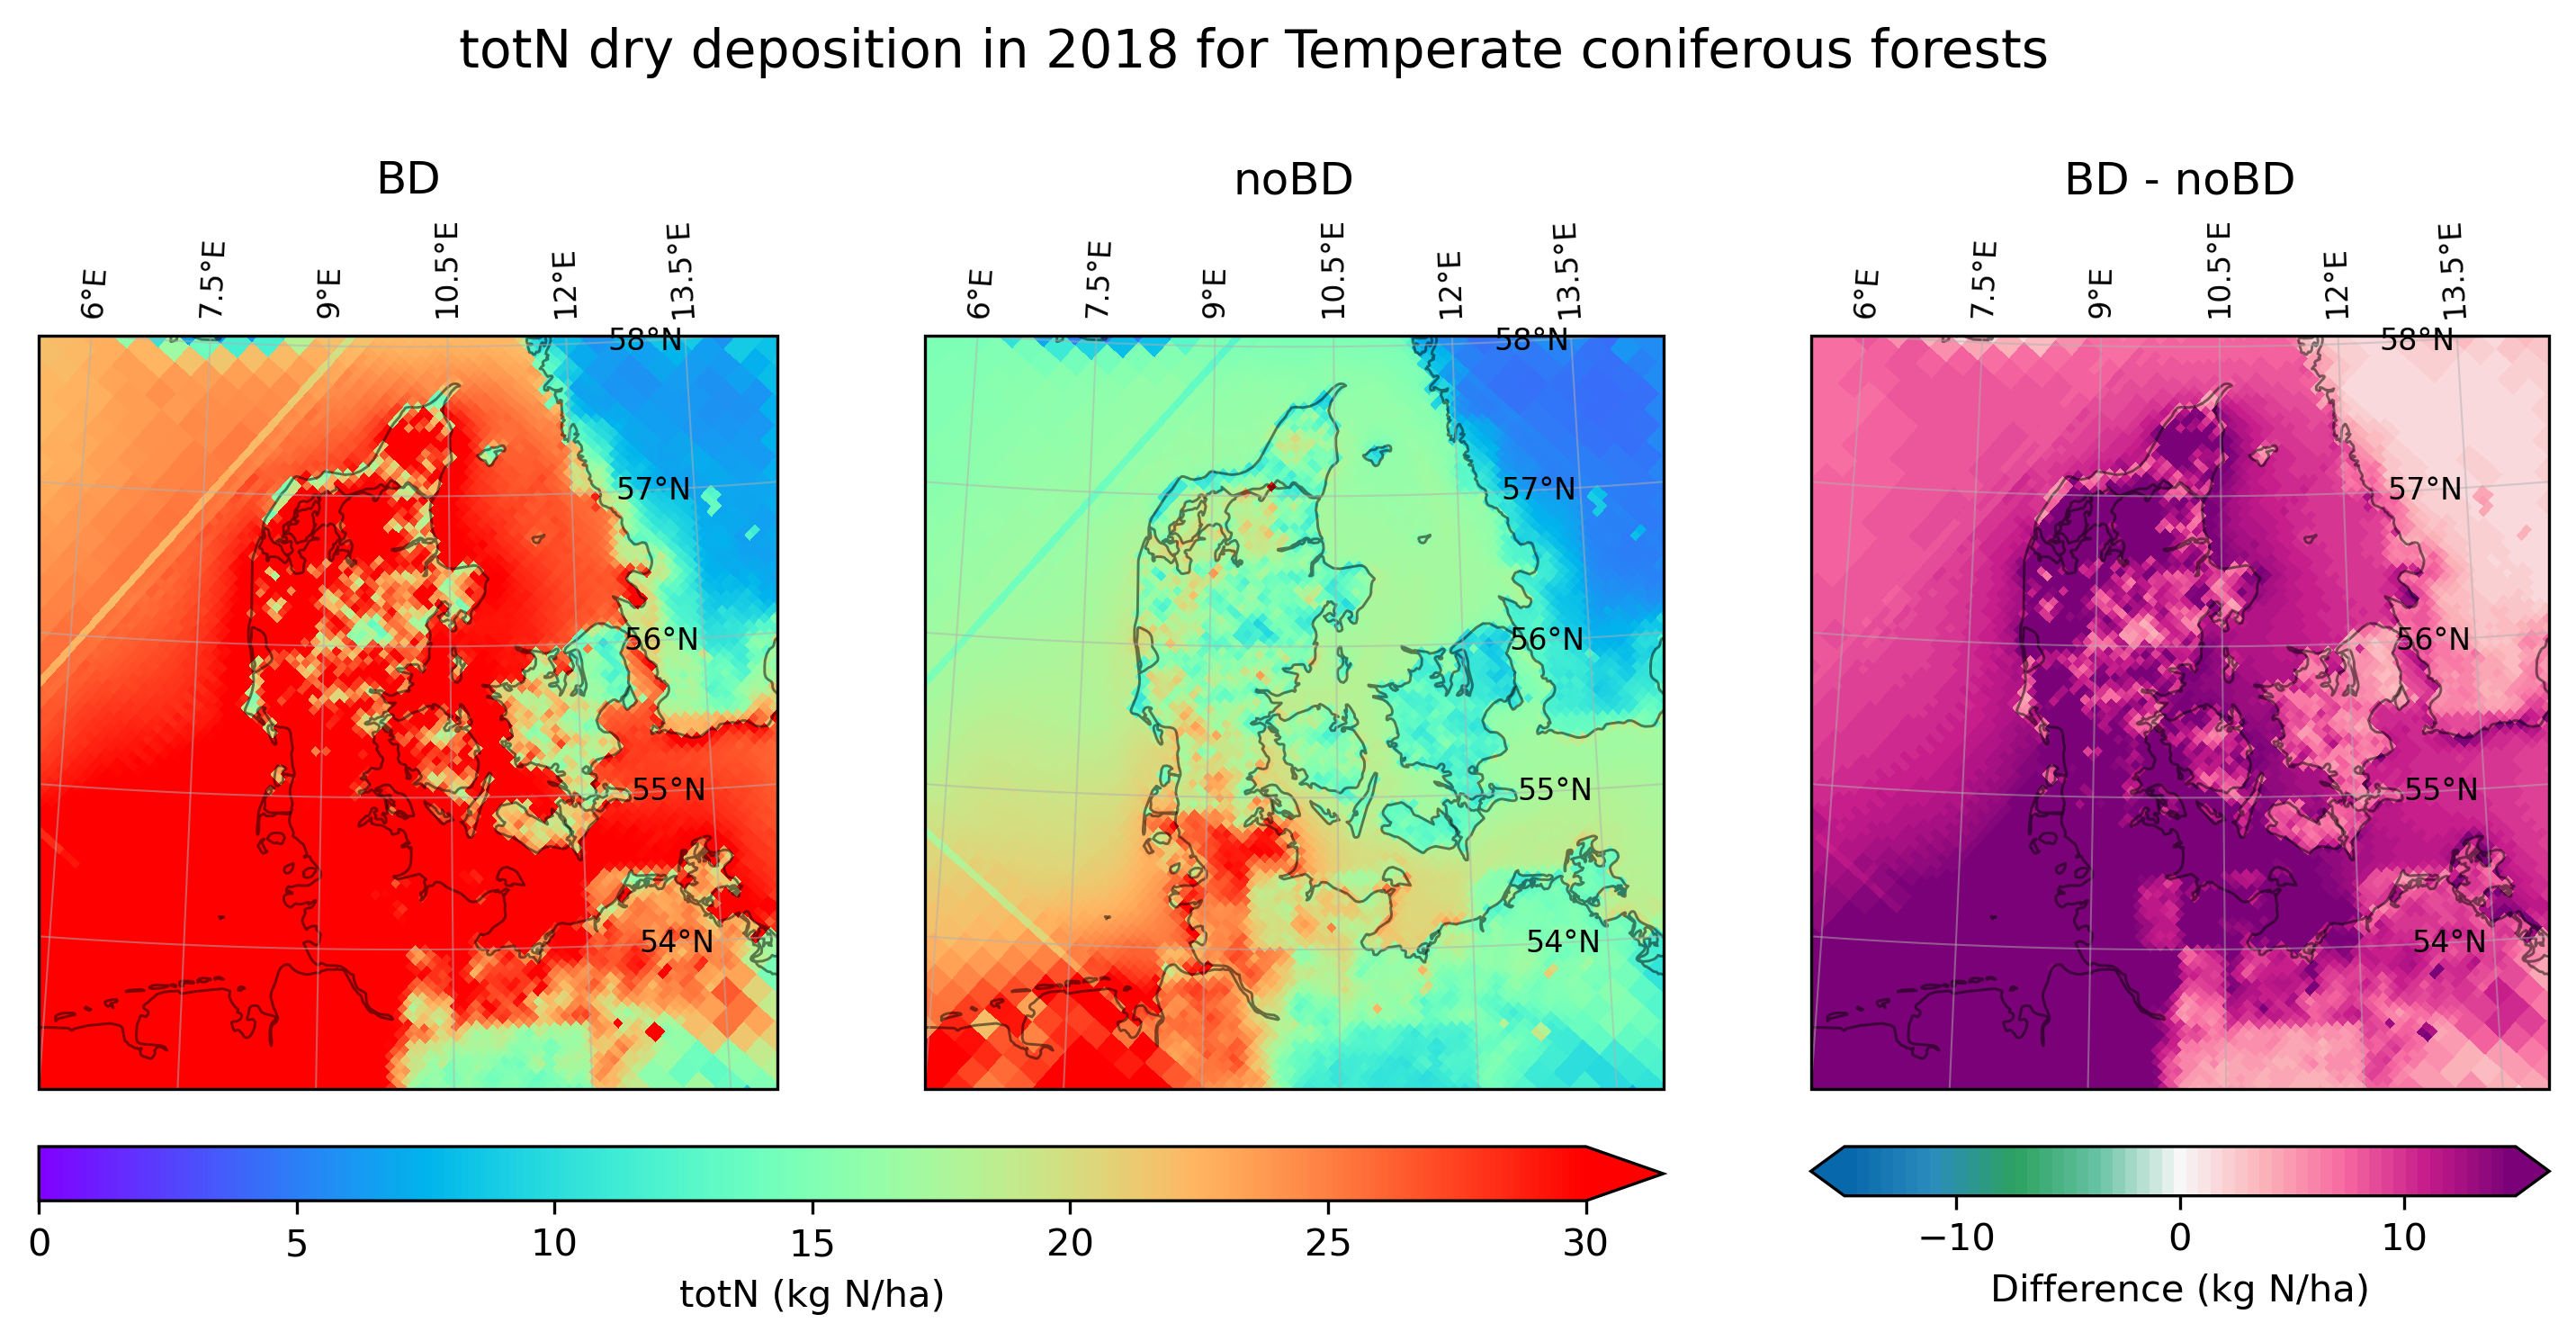 totN dry deposition in 2018 for Temperate coniferous forests
BD
noBD
BD - noBD
6°E 7.5°E 9°E 10.5°E 12°E 13.5°E
6°E 7.5°E 9°E 10.5°E 12°E 13.5°E
6°E 7.5°E 9°E 10.5°E 12°E 13.5°E
58°N
57°N
56°N
55°N
54°N
58°N
57°N
56°N
55°N
54°N
58°N
57°N
56°N
55°N
54°N
0 5 10 15 20 25 30
totN (kg N/ha)
−10 0 10
Difference (kg N/ha)